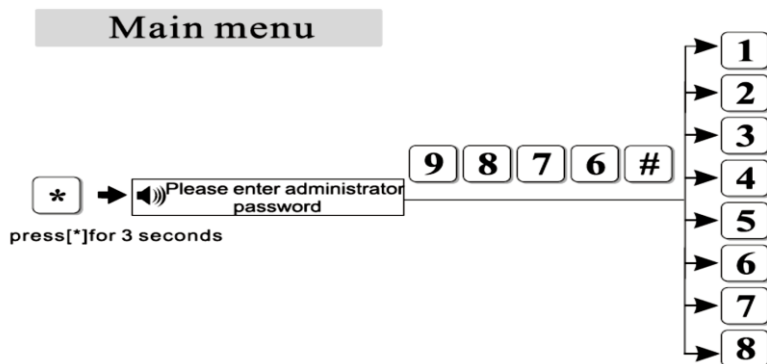 Main menu
1
2
3
9 8 7 6 #
4
* Please enter administrator
password
5
press[*]for 3 seconds
6
7
8